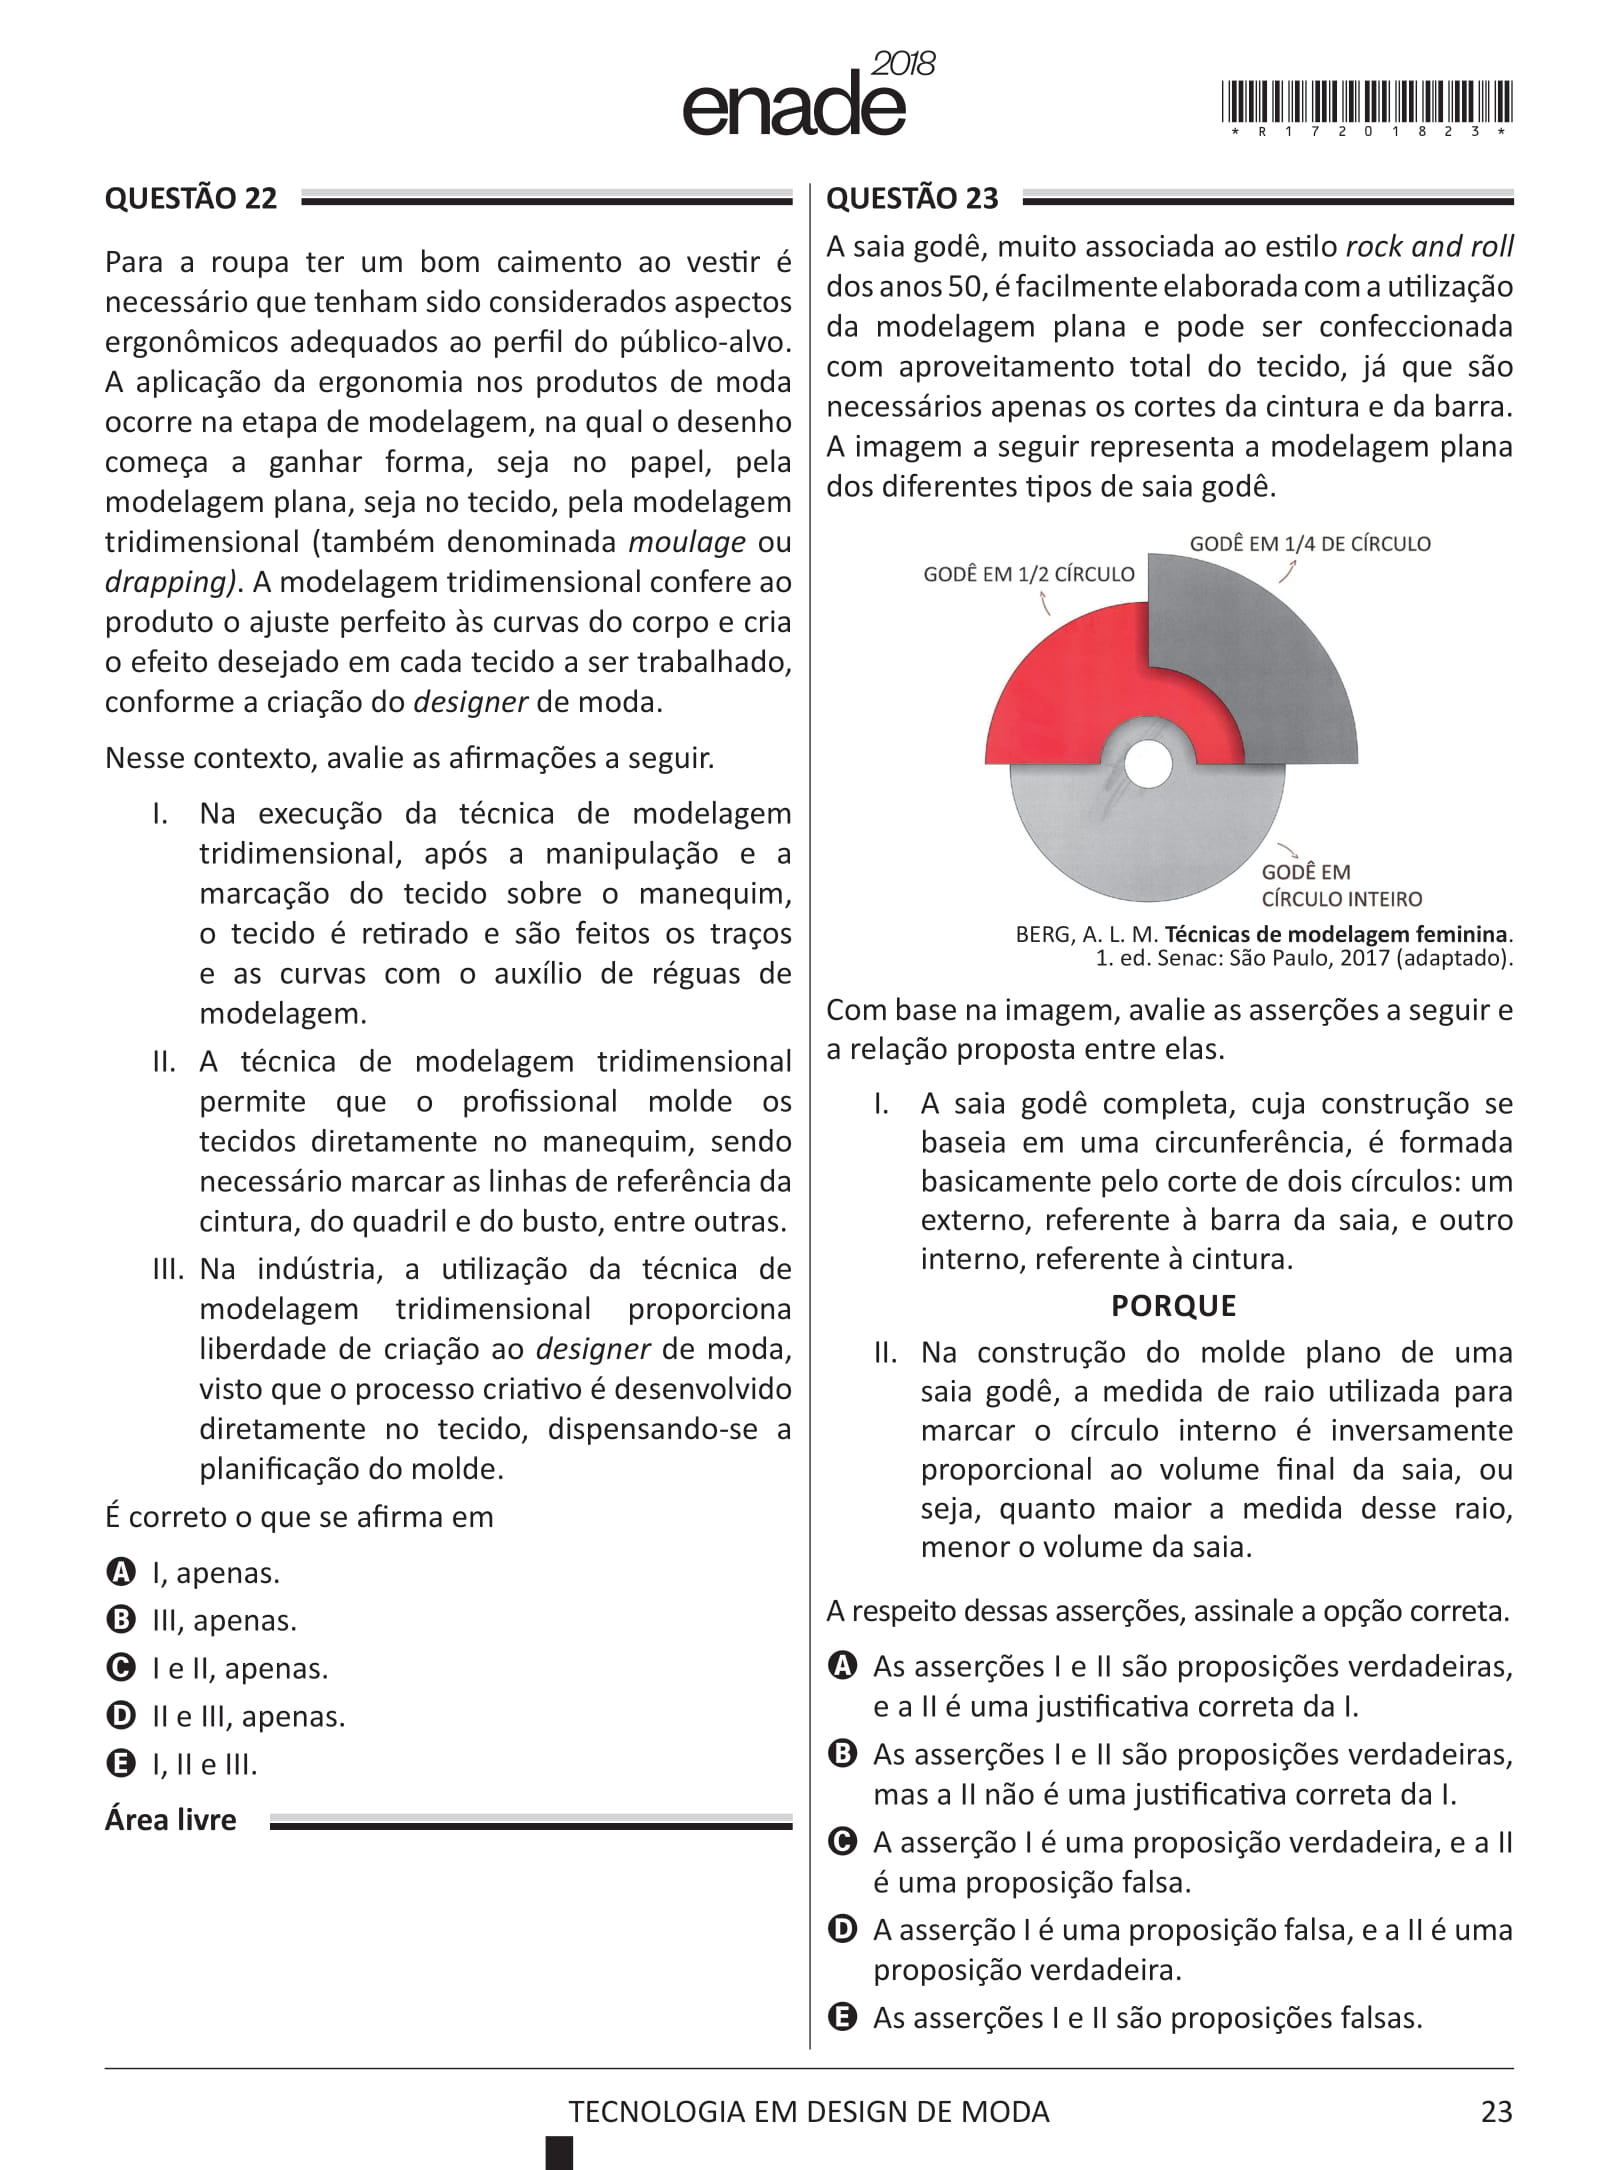 enade 2018
*R17201823*
QUESTÃO 22
Para a roupa ter um bom caimento ao vestir é
necessário que tenham sido considerados aspectos
ergonômicos adequados ao perfil do público-alvo.
A aplicação da ergonomia nos produtos de moda
ocorre na etapa de modelagem, na qual o desenho
começa a ganhar forma, seja no papel, pela
modelagem plana, seja no tecido, pela modelagem
tridimensional (também denominada moulage ou
drapping). A modelagem tridimensional confere ao
produto o ajuste perfeito às curvas do corpo e cria
o efeito desejado em cada tecido a ser trabalhado,
conforme a criação do designer de moda.
Nesse contexto, avalie as afirmações a seguir.
I. Na execução da técnica de modelagem
tridimensional, após a manipulação e a
marcação do tecido sobre o manequim,
o tecido é retirado e são feitos os traços
e as curvas com o auxílio de réguas de
modelagem.
II. A técnica de modelagem tridimensional
permite que o profissional molde os
tecidos diretamente no manequim, sendo
necessário marcar as linhas de referência da
cintura, do quadril e do busto, entre outras.
III. Na indústria, a utilização da técnica de
modelagem tridimensional proporciona
liberdade de criação ao designer de moda,
visto que o processo criativo é desenvolvido
diretamente no tecido, dispensando-se a
planificação do molde.
É correto o que se afirma em
A I, apenas.
B III, apenas.
C I e II, apenas.
D II e III, apenas.
E I, II e III.
Área livre
QUESTÃO 23
A saia godê, muito associada ao estilo rock and roll
dos anos 50, é facilmente elaborada com a utilização
da modelagem plana e pode ser confeccionada
com aproveitamento total do tecido, já que são
necessários apenas os cortes da cintura e da barra.
A imagem a seguir representa a modelagem plana
dos diferentes tipos de saia godê.
GODÊ EM 1/4 DE CÍRCULO
GODÊ EM 1/2 CÍRCULO
GODÊ EM
CÍRCULO INTEIRO
BERG, A. L. M. Técnicas de modelagem feminina.
1. ed. Senac: São Paulo, 2017 (adaptado).
Com base na imagem, avalie as asserções a seguir e
a relação proposta entre elas.
I. A saia godê completa, cuja construção se
baseia em uma circunferência, é formada
basicamente pelo corte de dois círculos: um
externo, referente à barra da saia, e outro
interno, referente à cintura.
PORQUE
II. Na construção do molde plano de uma
saia godê, a medida de raio utilizada para
marcar o círculo interno é inversamente
proporcional ao volume final da saia, ou
seja, quanto maior a medida desse raio,
menor o volume da saia.
A respeito dessas asserções, assinale a opção correta.
A As asserções I e II são proposições verdadeiras,
e a II é uma justificativa correta da I.
B As asserções I e II são proposições verdadeiras,
mas a II não é uma justificativa correta da I.
C A asserção I é uma proposição verdadeira, e a II
é uma proposição falsa.
D A asserção I é uma proposição falsa, e a II é uma
proposição verdadeira.
E As asserções I e II são proposições falsas.
TECNOLOGIA EM DESIGN DE MODA
23